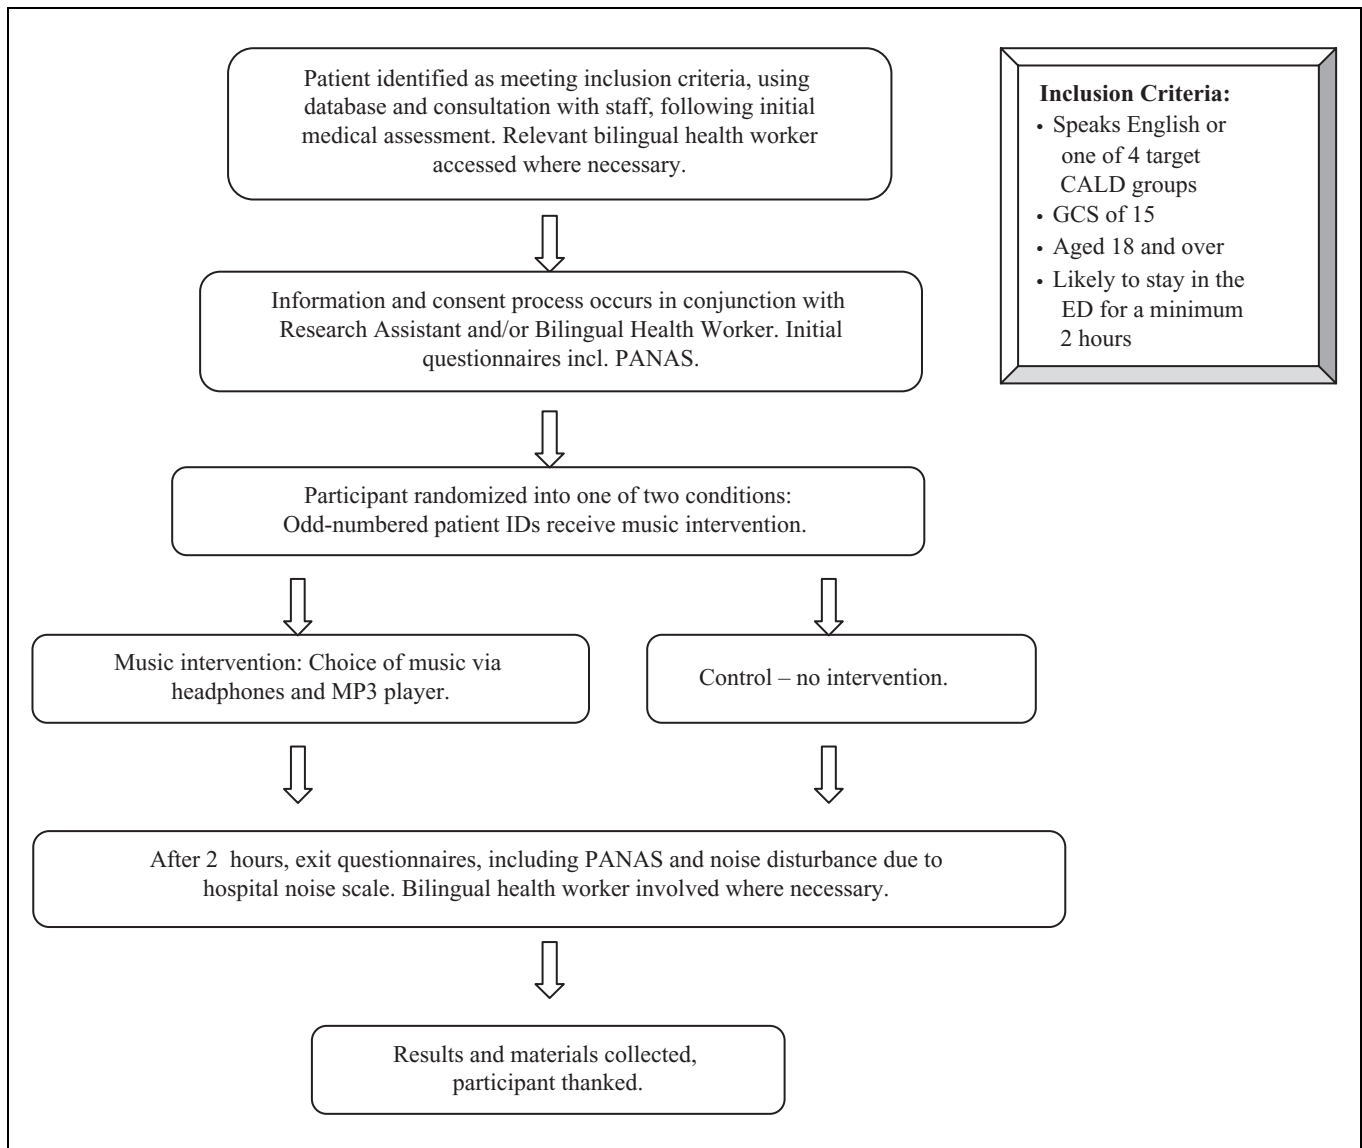 Patient identified as meeting inclusion criteria, using
database and consultation with staff, following initial
medical assessment. Relevant bilingual health worker
accessed where necessary.
Inclusion Criteria:
• Speaks English or
one of 4 target
CALD groups
• GCS of 15
• Aged 18 and over
• Likely to stay in the
ED for a minimum
2 hours
Information and consent process occurs in conjunction with
Research Assistant and/or Bilingual Health Worker. Initial
questionnaires incl. PANAS.
Participant randomized into one of two conditions:
Odd-numbered patient IDs receive music intervention.
Music intervention: Choice of music via
headphones and MP3 player.
Control – no intervention.
After 2 hours, exit questionnaires, including PANAS and noise disturbance due to
hospital noise scale. Bilingual health worker involved where necessary.
Results and materials collected,
participant thanked.